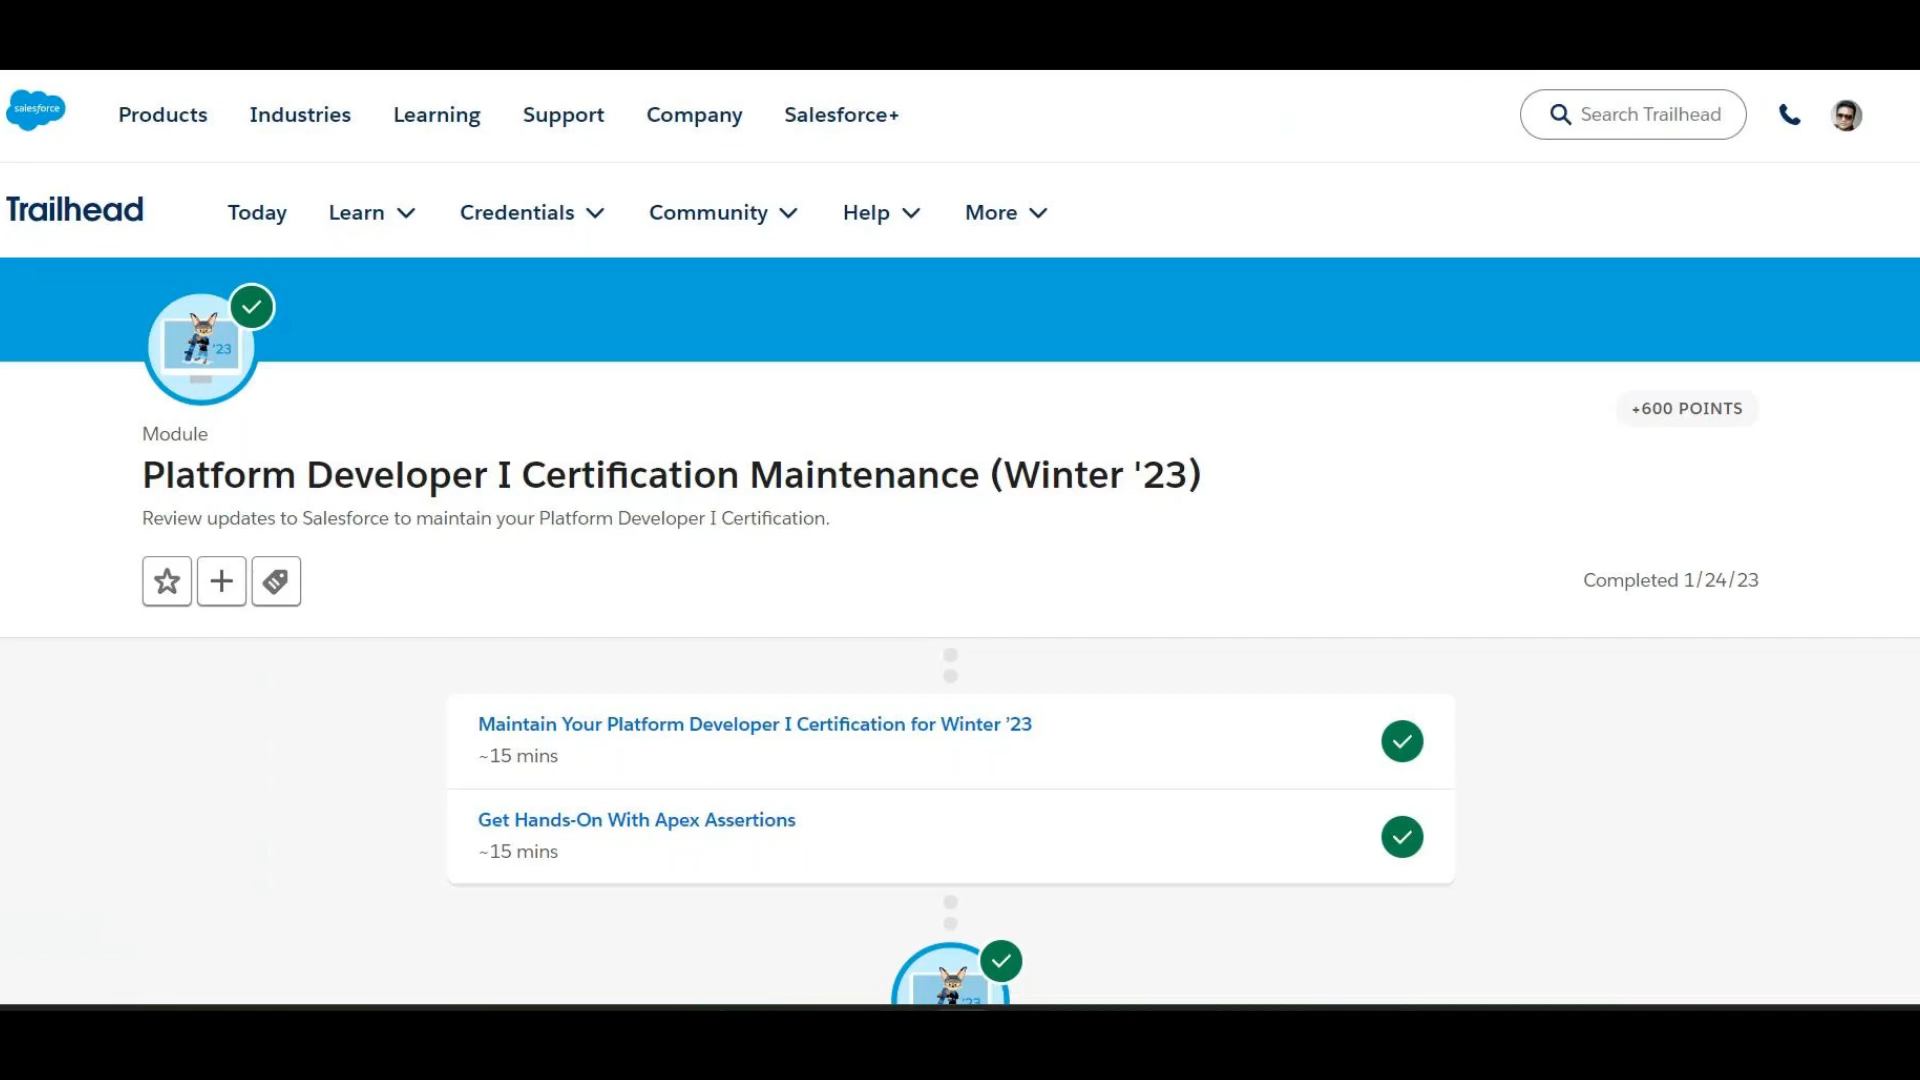 salesforce
Products Industries Learning Support Company Salesforce+ Search Trailhead
Trailhead Today Learn Credentials Community Help More
'23
+600 POINTS
Module
Platform Developer I Certification Maintenance (Winter '23)
Review updates to Salesforce to maintain your Platform Developer I Certification.
Completed 1/24/23
Maintain Your Platform Developer I Certification for Winter ’23
~15 mins
Get Hands-On With Apex Assertions
~15 mins
'23